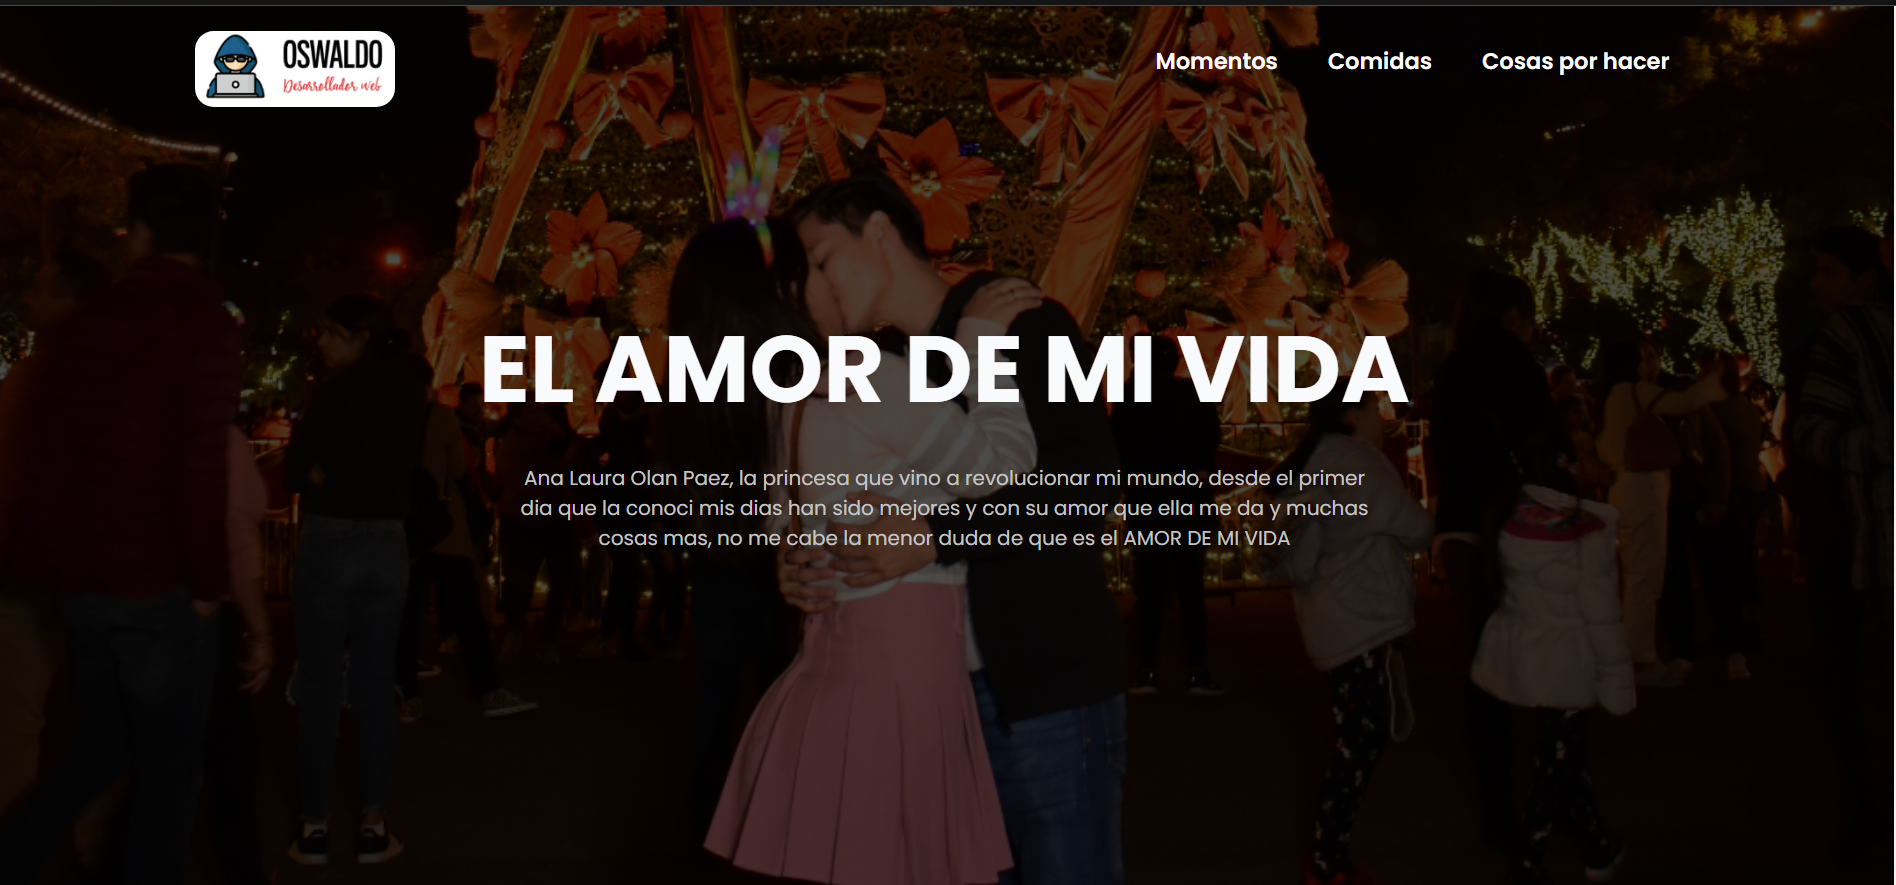 OSWALDO
Desarrollador web
Momentos
Comidas
Cosas por hacer
EL AMOR DE MI VIDA
Ana Laura Olan Paez, la princesa que vino a revolucionar mi mundo, desde el primer
dia que la conoci mis dias han sido mejores y con su amor que ella me da y muchas
cosas mas, no me cabe la menor duda de que es el AMOR DE MI VIDA